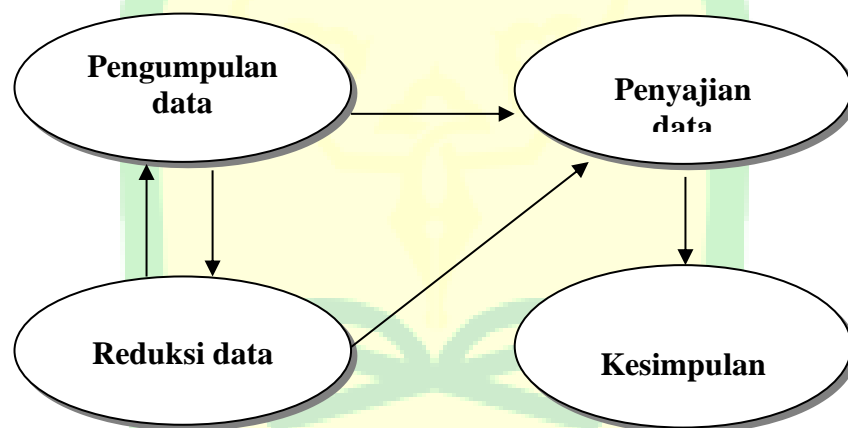 Pengumpulan
data
Penyajian
data
Reduksi data
Kesimpulan